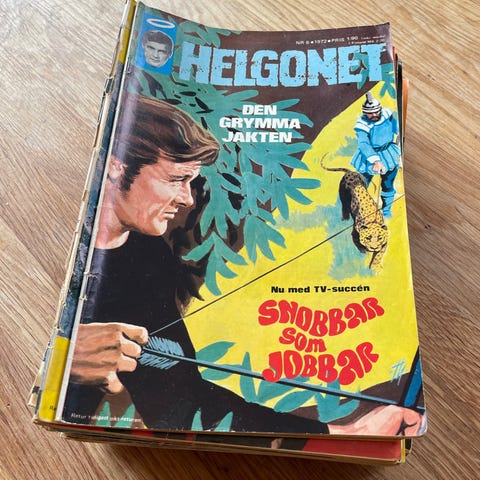 NR 6 • 1972 • PRIS 1:90
HELGONET
DEN
GRYMMA
JAKTEN
Nu med TV-succén
SNOBBAR
SOM
JOBBAR